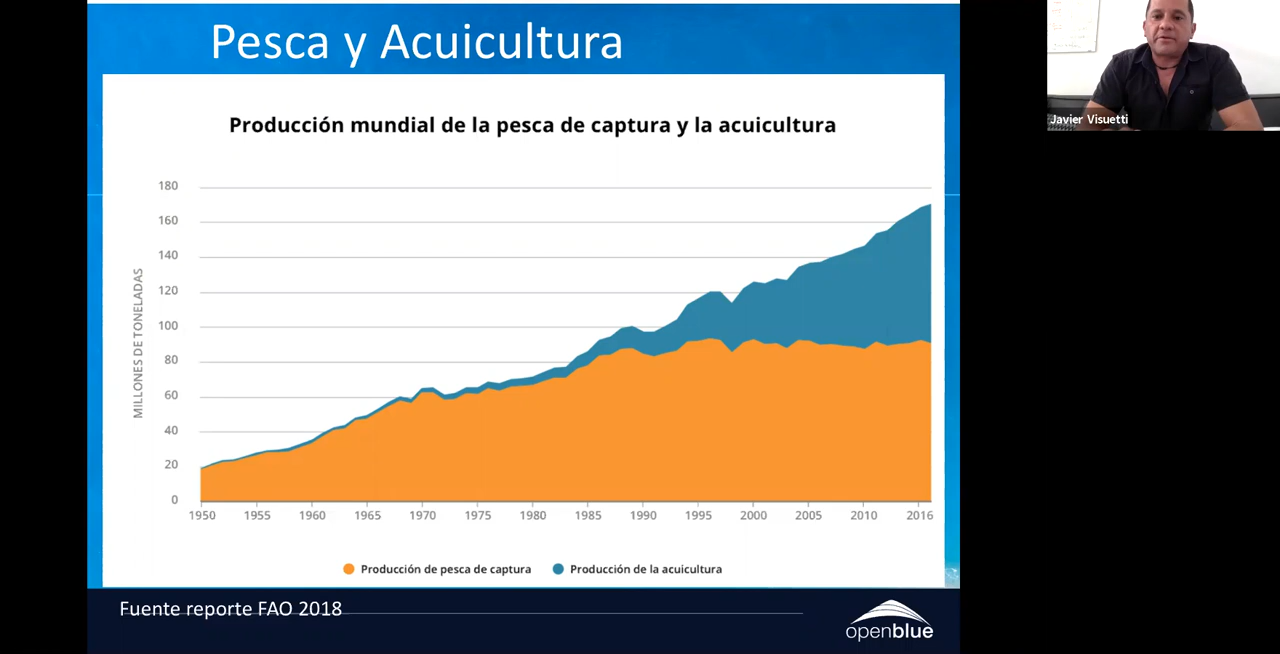 Pesca y Acuicultura
Javier Visuetti
Producción mundial de la pesca de captura y la acuicultura
MILLONES DE TONELADAS
180
160
140
120
100
80
60
40
20
0
1950 1955 1960 1965 1970 1975 1980 1985 1990 1995 2000 2005 2010 2016
Producción de pesca de captura Producción de la acuicultura
Fuente reporte FAO 2018
openblue